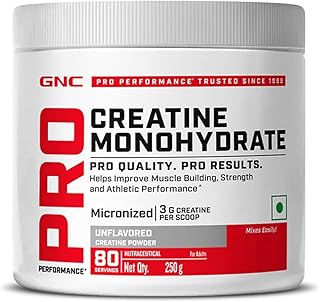 GNC
PRO PERFORMANCE® TRUSTED SINCE 1988
PRO
PERFORMANCE®
CREATINE
MONOHYDRATE
PRO QUALITY. PRO RESULTS.
Helps Improve Muscle Building, Strength
and Athletic Performance*
Micronized
3 G CREATINE
PER SCOOP
UNFLAVORED
CREATINE POWDER
Mixes Easily!
80
SERVINGS
NUTRACEUTICAL
For Adults
Net Qty.
250 g